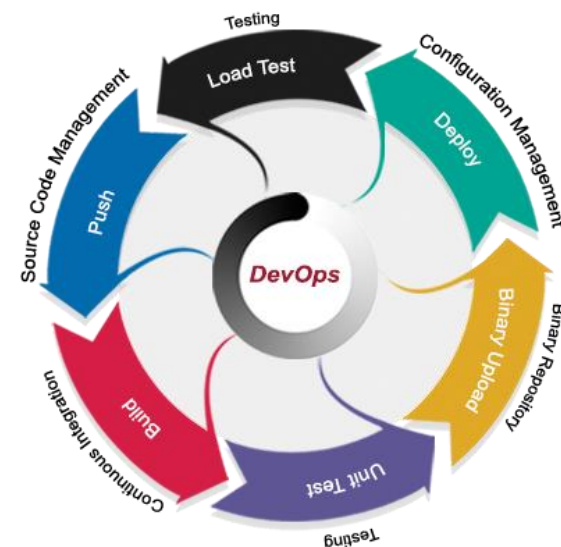 Testing
Load Test
Configuration Management
Deploy
Binary Repository
Binary Upload
Testing
Unit Test
Continuous Integration
Build
Source Code Management
Push
DevOps